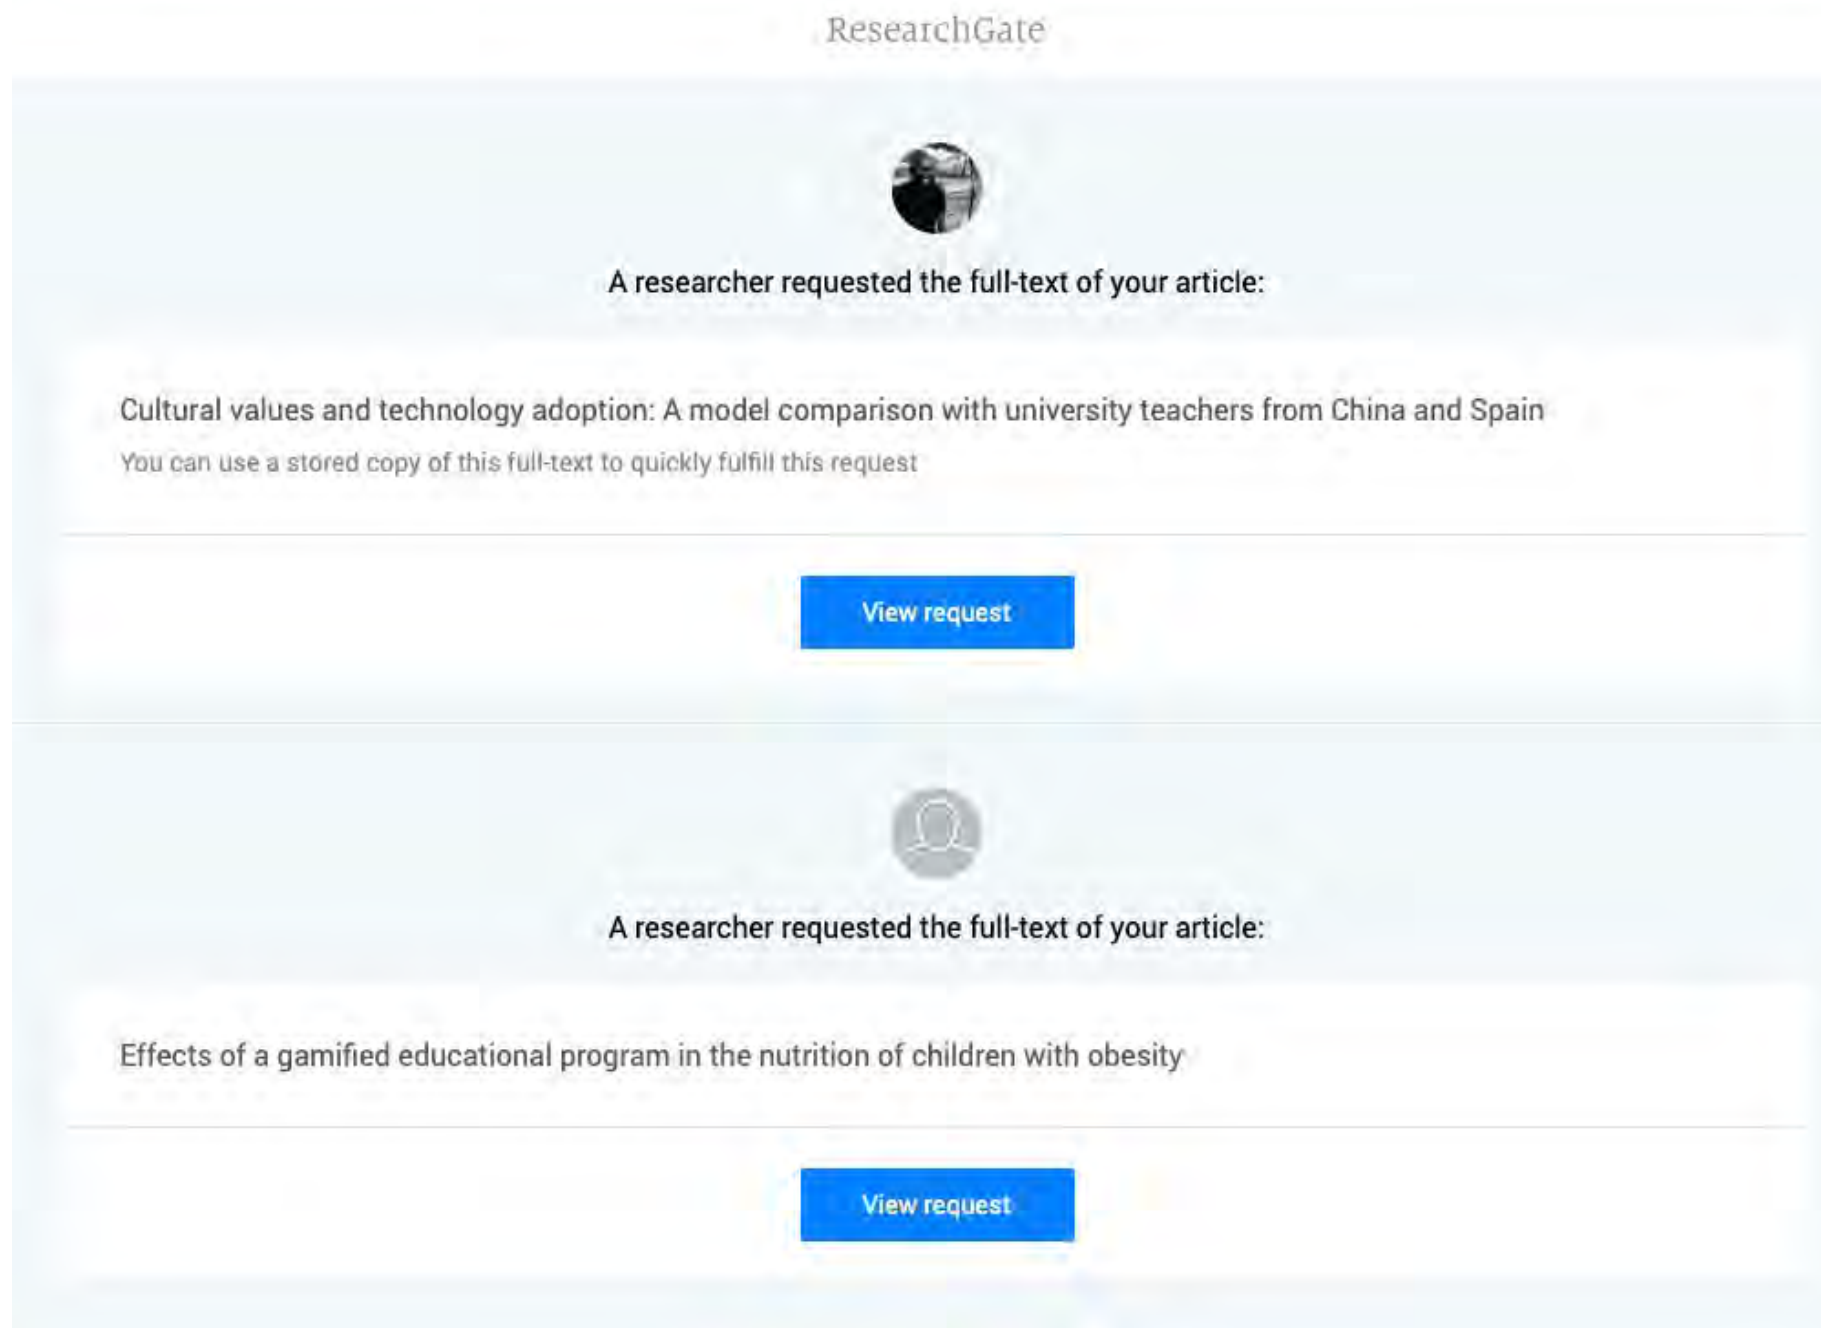 ResearchGate
A researcher requested the full-text of your article:
Cultural values and technology adoption: A model comparison with university teachers from China and Spain
You can use a stored copy of this full-text to quickly fulfill this request
View request
A researcher requested the full-text of your article:
Effects of a gamified educational program in the nutrition of children with obesity
View request